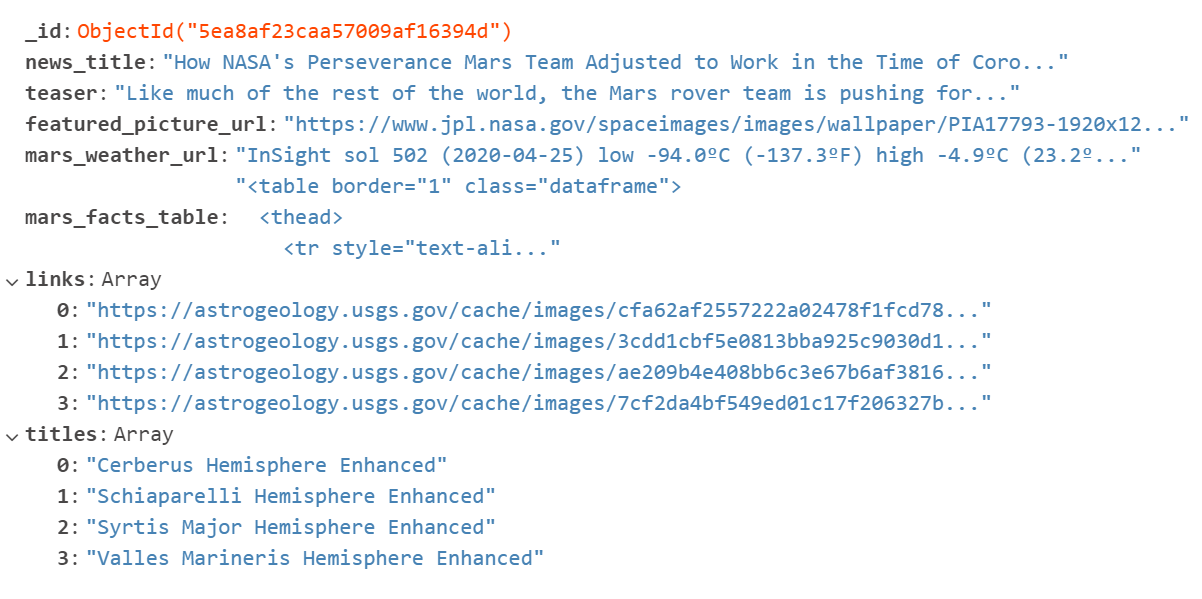 _id: ObjectId("5ea8af23caa57009af16394d")
news_title: "How NASA's Perseverance Mars Team Adjusted to Work in the Time of Coro..."
teaser: "Like much of the rest of the world, the Mars rover team is pushing for..."
featured_picture_url: "https://www.jpl.nasa.gov/spaceimages/images/wallpaper/PIA17793-1920x12..."
mars_weather_url: "InSight sol 502 (2020-04-25) low -94.0ºC (-137.3ºF) high -4.9ºC (23.2º..."
"<table border="1" class="dataframe">
mars_facts_table: <thead>
<tr style="text-ali..."
links: Array
0: "https://astrogeology.usgs.gov/cache/images/cfa62af2557222a02478f1fcd78..."
1: "https://astrogeology.usgs.gov/cache/images/3cdd1cbf5e0813bba925c9030d1..."
2: "https://astrogeology.usgs.gov/cache/images/ae209b4e408bb6c3e67b6af3816..."
3: "https://astrogeology.usgs.gov/cache/images/7cf2da4bf549ed01c17f206327b..."
titles: Array
0: "Cerberus Hemisphere Enhanced"
1: "Schiaparelli Hemisphere Enhanced"
2: "Syrtis Major Hemisphere Enhanced"
3: "Valles Marineris Hemisphere Enhanced"